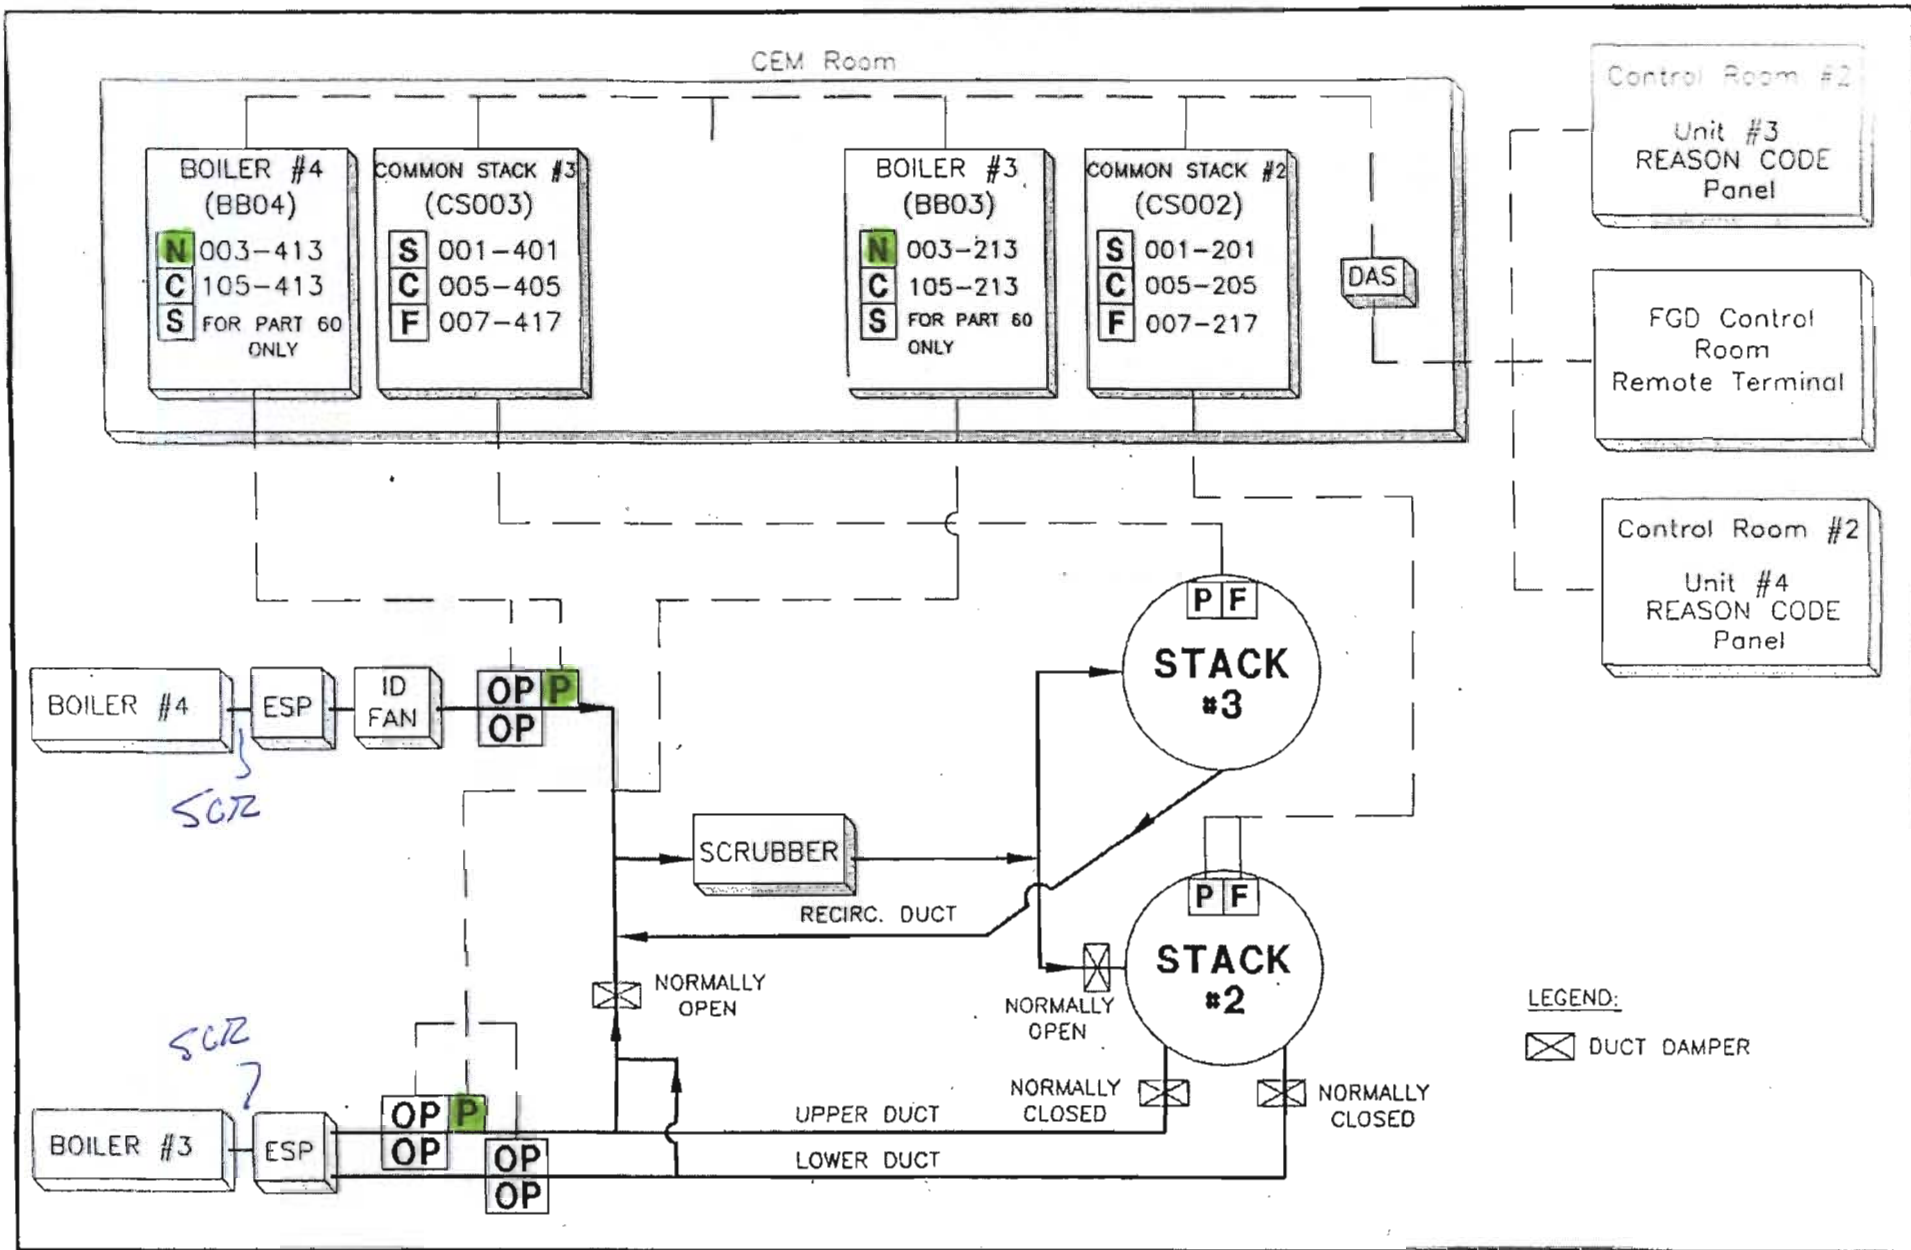 CEM Room
BOILER #4
(BB04)
N 003-413
C 105-413
S FOR PART 60
ONLY
COMMON STACK #3
(CS003)
S 001-401
C 005-405
F 007-417
BOILER #3
(BB03)
N 003-213
C 105-213
S FOR PART 60
ONLY
COMMON STACK #2
(CS002)
S 001-201
C 005-205
F 007-217
DAS
Control Room #2
Unit #3
REASON CODE
Panel
FGD Control
Room
Remote Terminal
Control Room #2
Unit #4
REASON CODE
Panel
BOILER #4
ESP
ID
FAN
OP P
OP
SCR
P F
STACK
#3
SCRUBBER
RECIRC. DUCT
P F
STACK
#2
NORMALLY
OPEN
NORMALLY
OPEN
LEGEND:
DUCT DAMPER
SCR
BOILER #3
ESP
OP P
OP
OP
OP
UPPER DUCT
LOWER DUCT
NORMALLY
CLOSED
NORMALLY
CLOSED